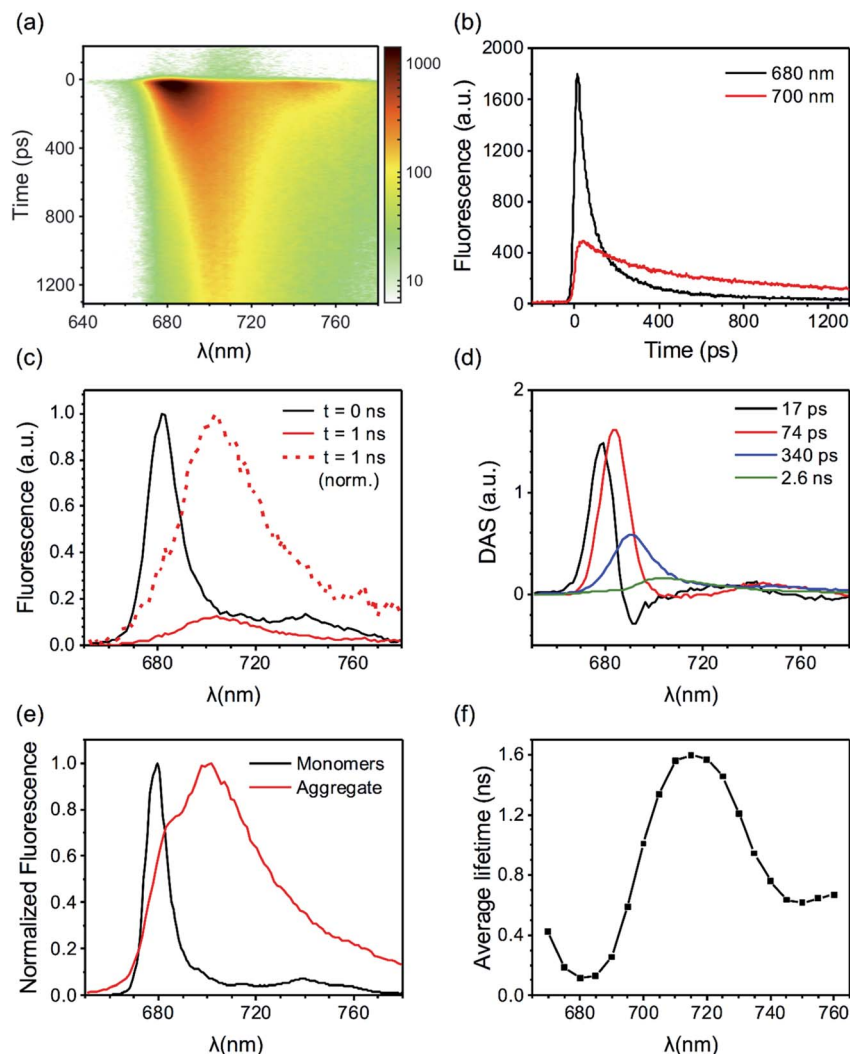 (a)
Time (ps)
0
400
800
1200
640
680
720
760
λ(nm)
1000
100
10
(b)
Fluorescence (a.u.)
2000
1600
1200
800
400
0
680 nm
700 nm
0
400
800
1200
Time (ps)
(c)
Fluorescence (a.u.)
1.0
0.8
0.6
0.4
0.2
0.0
t = 0 ns
t = 1 ns
t = 1 ns
(norm.)
680
720
760
λ(nm)
(d)
DAS (a.u.)
2
1
0
17 ps
74 ps
340 ps
2.6 ns
680
720
760
λ(nm)
(e)
Normalized Fluorescence
1.0
0.8
0.6
0.4
0.2
0.0
Monomers
Aggregate
680
720
760
λ(nm)
(f)
Average lifetime (ns)
1.6
1.2
0.8
0.4
0.0
680
700
720
740
760
λ(nm)